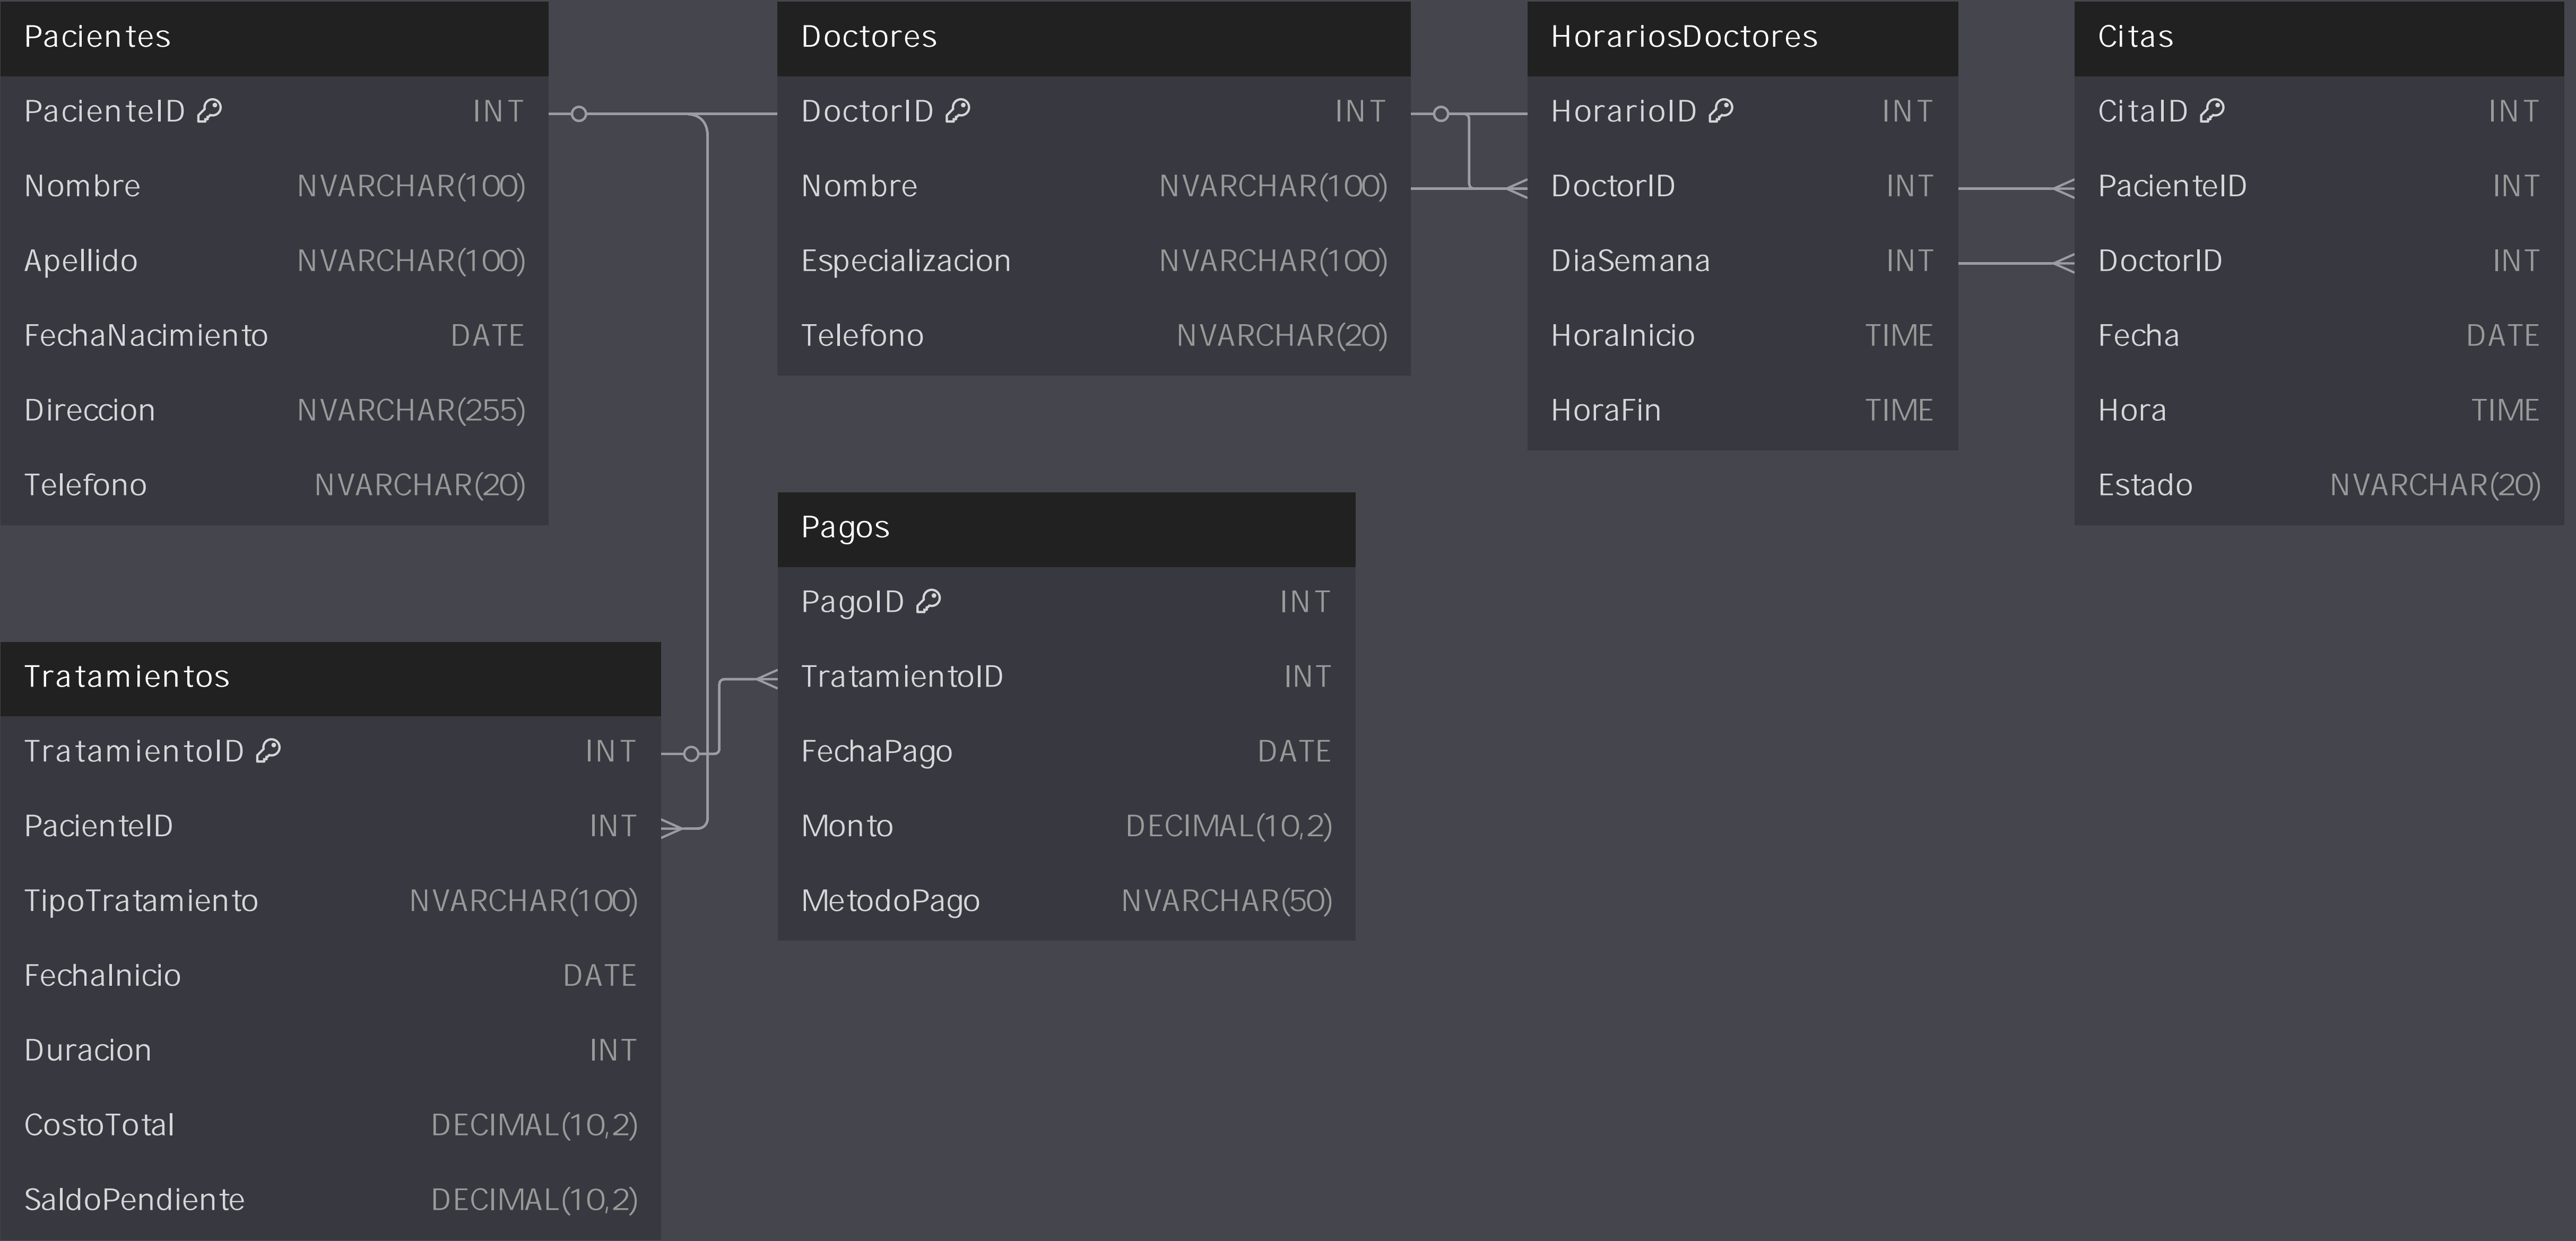 Pacientes
PacienteID INT
Nombre NVARCHAR(100)
Apellido NVARCHAR(100)
FechaNacimiento DATE
Direccion NVARCHAR(255)
Telefono NVARCHAR(20)
Doctores
DoctorID INT
Nombre NVARCHAR(100)
Especializacion NVARCHAR(100)
Telefono NVARCHAR(20)
HorariosDoctores
HorarioID INT
DoctorID INT
DiaSemana INT
HoraInicio TIME
HoraFin TIME
Citas
CitaID INT
PacienteID INT
DoctorID INT
Fecha DATE
Hora TIME
Estado NVARCHAR(20)
Tratamientos
TratamientoID INT
PacienteID INT
TipoTratamiento NVARCHAR(100)
FechaInicio DATE
Duracion INT
CostoTotal DECIMAL(10,2)
SaldoPendiente DECIMAL(10,2)
Pagos
PagoID INT
TratamientoID INT
FechaPago DATE
Monto DECIMAL(10,2)
MetodoPago NVARCHAR(50)